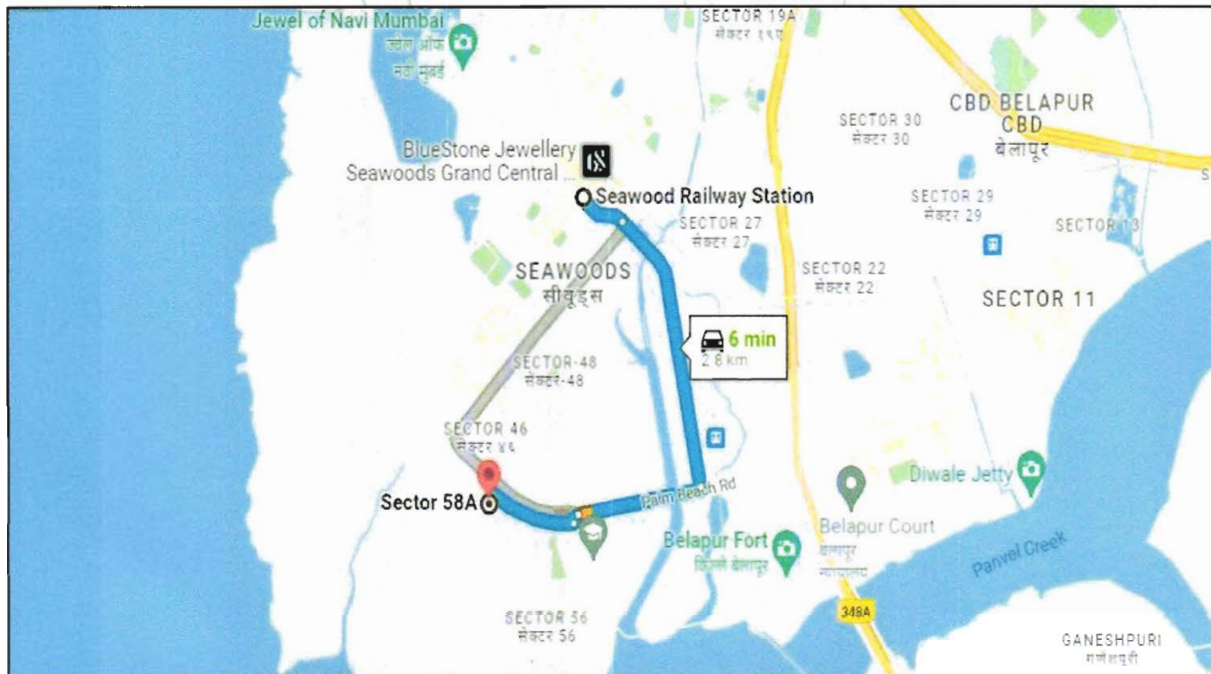 Jewel of Navi Mumbai
ज्वेल ऑफ
नवी मुंबई
SECTOR 19A
सेक्टर १९ए
CBD BELAPUR
CBD
बेलापूर
SECTOR 30
सेक्टर 30
BlueStone Jewellery
Seawoods Grand Central ...
Seawood Railway Station
SECTOR 29
सेक्टर 29
SECTOR 13
SECTOR 27
सेक्टर 27
SEAWOODS
सीवूड्स
SECTOR 22
सेक्टर 22
SECTOR 11
6 min
2.8 km
SECTOR-48
सेक्टर-48
SECTOR 46
सेक्टर ४६
Sector 58A
Palm Beach Rd
Diwale Jetty
Belapur Court
बेलापूर
न्यायालय
Belapur Fort
किल्ले बेलापूर
Panvel Creek
348A
SECTOR 56
सेक्टर 56
GANESHPURI
गणेशपुरी